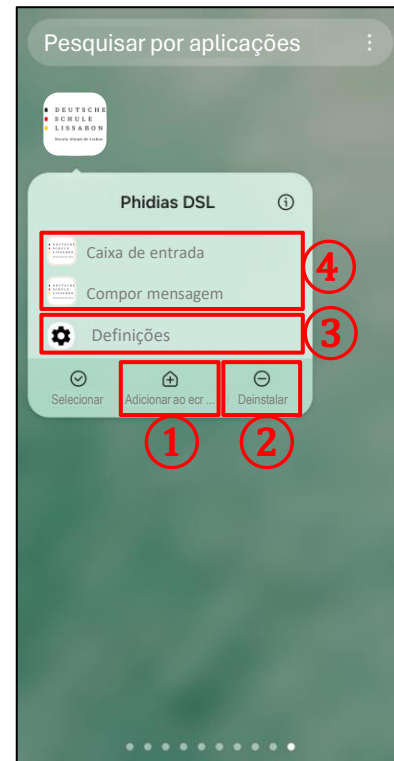 Pesquisar por aplicações
DEUTSCHE
SCHULE
LISSABON
Escola Alemã de Lisboa
Phidias DSL
Caixa de entrada
Compor mensagem
④
Definições
③
Selecionar
Adicionar ao ecr ...
Deinstalar
①
②